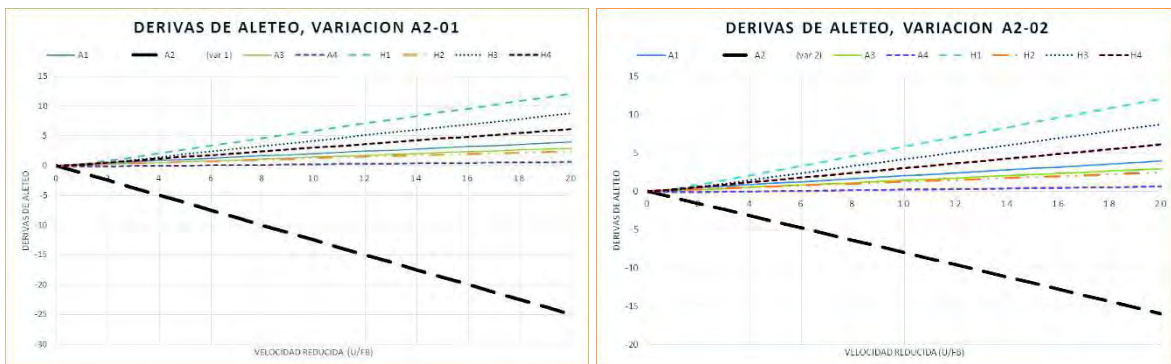 DERIVAS DE ALETEO, VARIACION A2-01
A1 A2 (var 1) A3 A4 H1 H2 H3 H4
15
10
5
0
-5
-10
-15
-20
-25
-30
0 2 4 6 8 10 12 14 16 18 20
DERIVAS DE ALETEO
VELOCIDAD REDUCIDA (U/FB)
DERIVAS DE ALETEO, VARIACION A2-02
A1 A2 (var 2) A3 A4 H1 H2 H3 H4
15
10
5
0
-5
-10
-15
-20
0 2 4 6 8 10 12 14 16 18 20
DERIVAS DE ALETEO
VELOCIDAD REDUCIDA (U/FB)